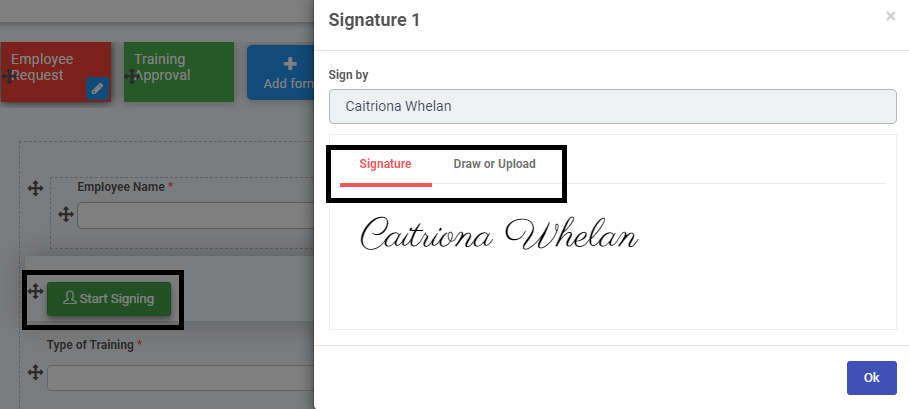 Employee
Request
Training
Approval
Add form
Employee Name *
Start Signing
Type of Training *
Signature 1
×
Sign by
Caitriona Whelan
Signature
Draw or Upload
Caitriona Whelan
Ok